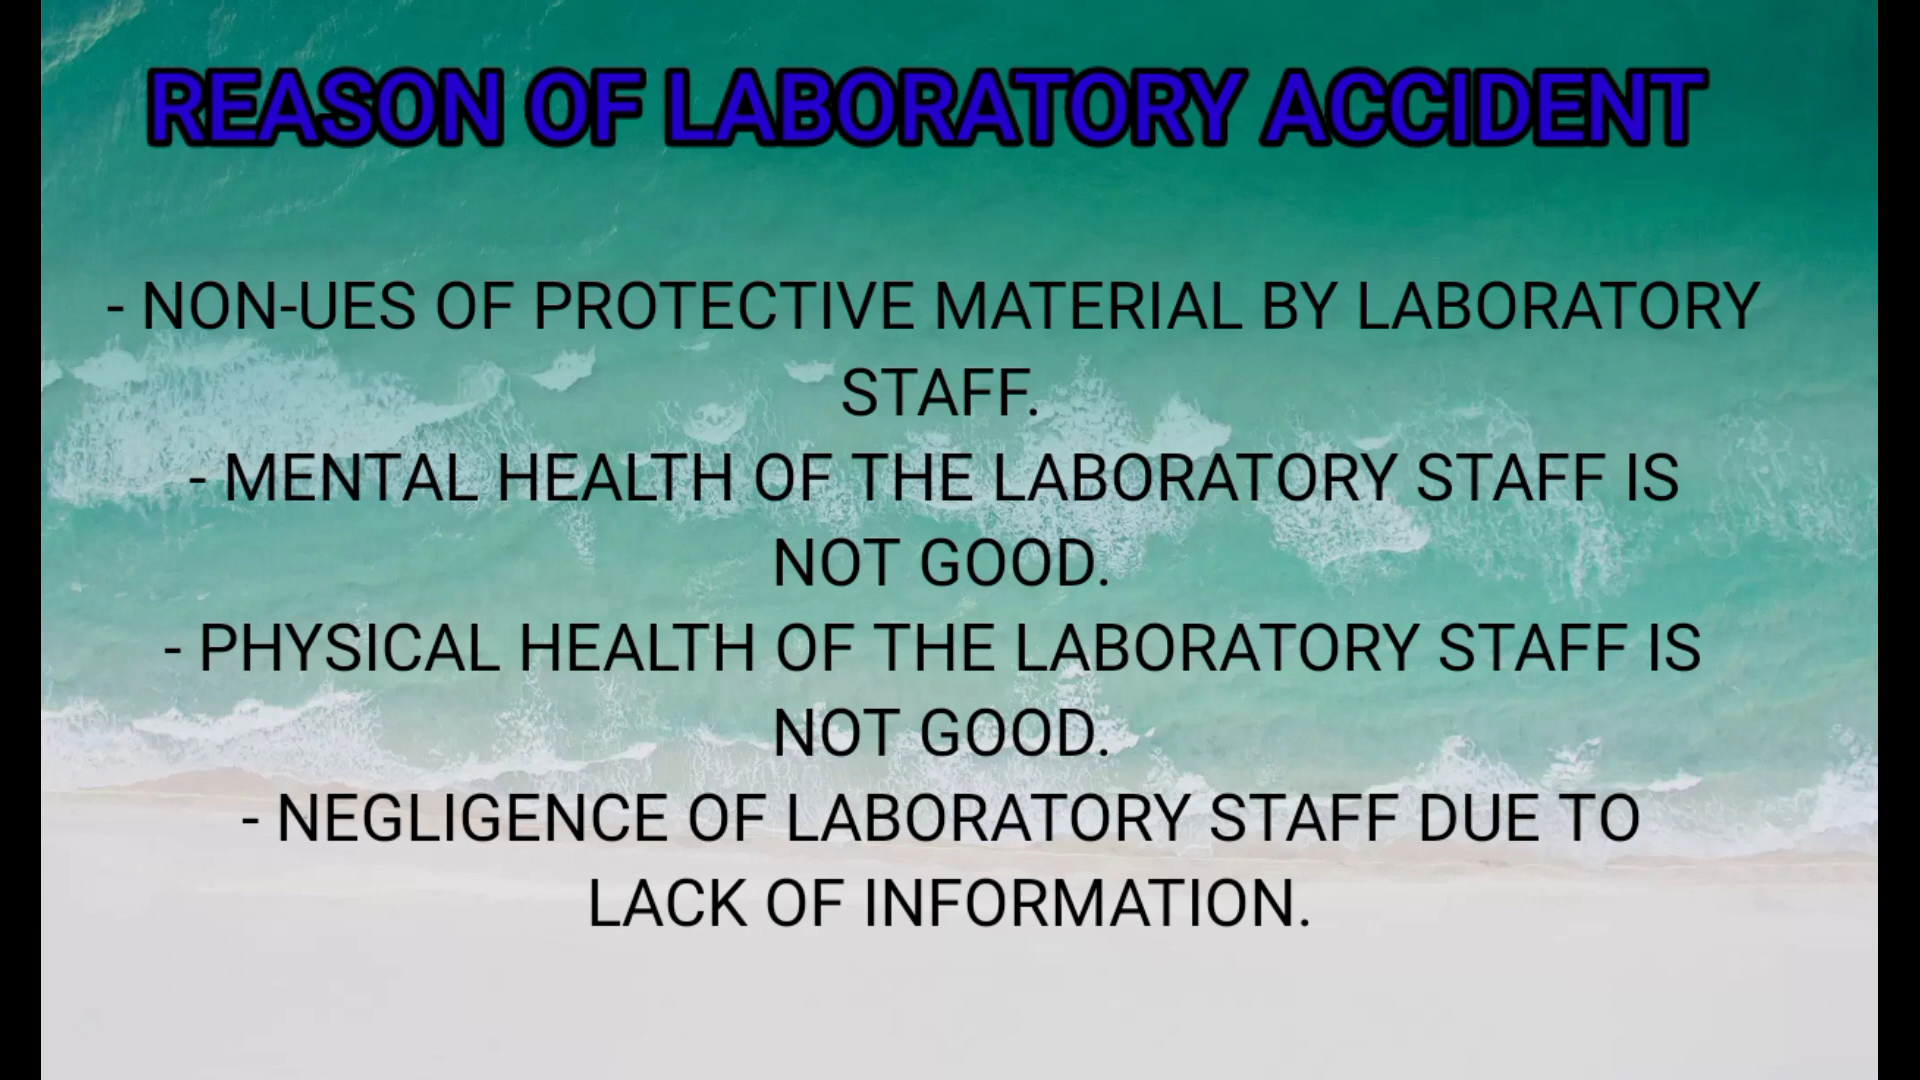 REASON OF LABORATORY ACCIDENT
- NON-UES OF PROTECTIVE MATERIAL BY LABORATORY
STAFF.
- MENTAL HEALTH OF THE LABORATORY STAFF IS
NOT GOOD.
- PHYSICAL HEALTH OF THE LABORATORY STAFF IS
NOT GOOD.
- NEGLIGENCE OF LABORATORY STAFF DUE TO
LACK OF INFORMATION.